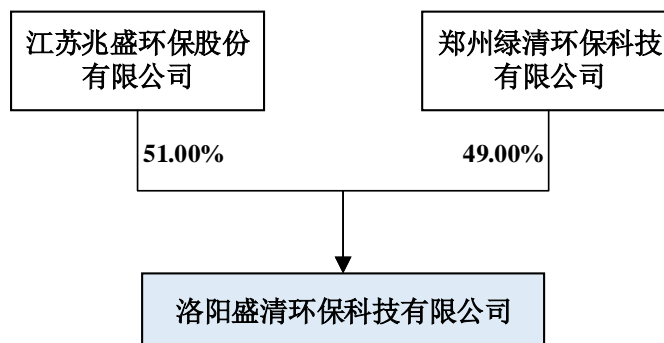 江苏兆盛环保股份
有限公司
郑州绿清环保科技
有限公司
51.00%
49.00%
洛阳盛清环保科技有限公司